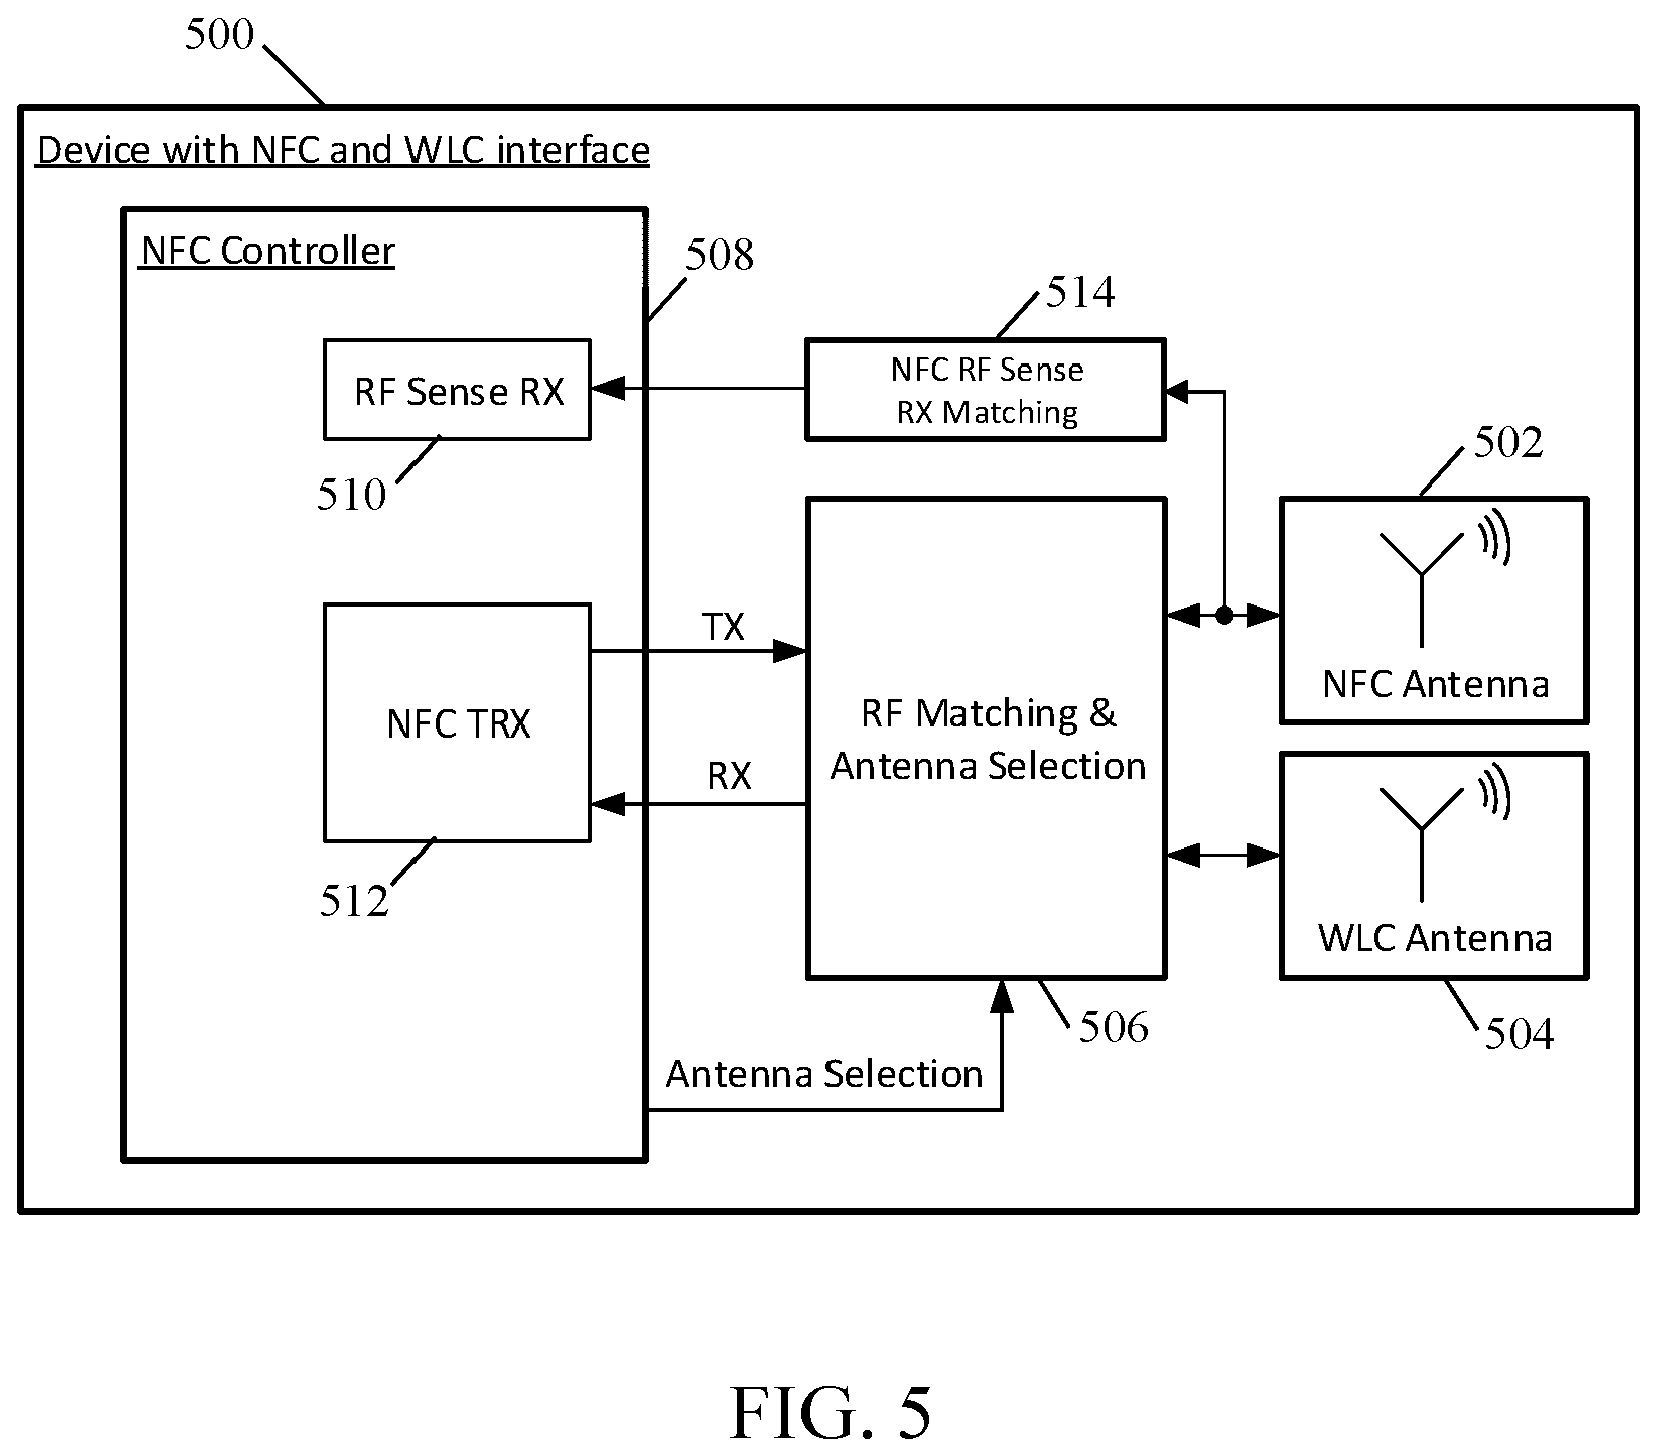 500
Device with NFC and WLC interface
NFC Controller
508
514
RF Sense RX
NFC RF Sense
RX Matching
502
510
TX
NFC Antenna
NFC TRX
RF Matching &
Antenna Selection
RX
512
WLC Antenna
506
504
Antenna Selection
FIG. 5